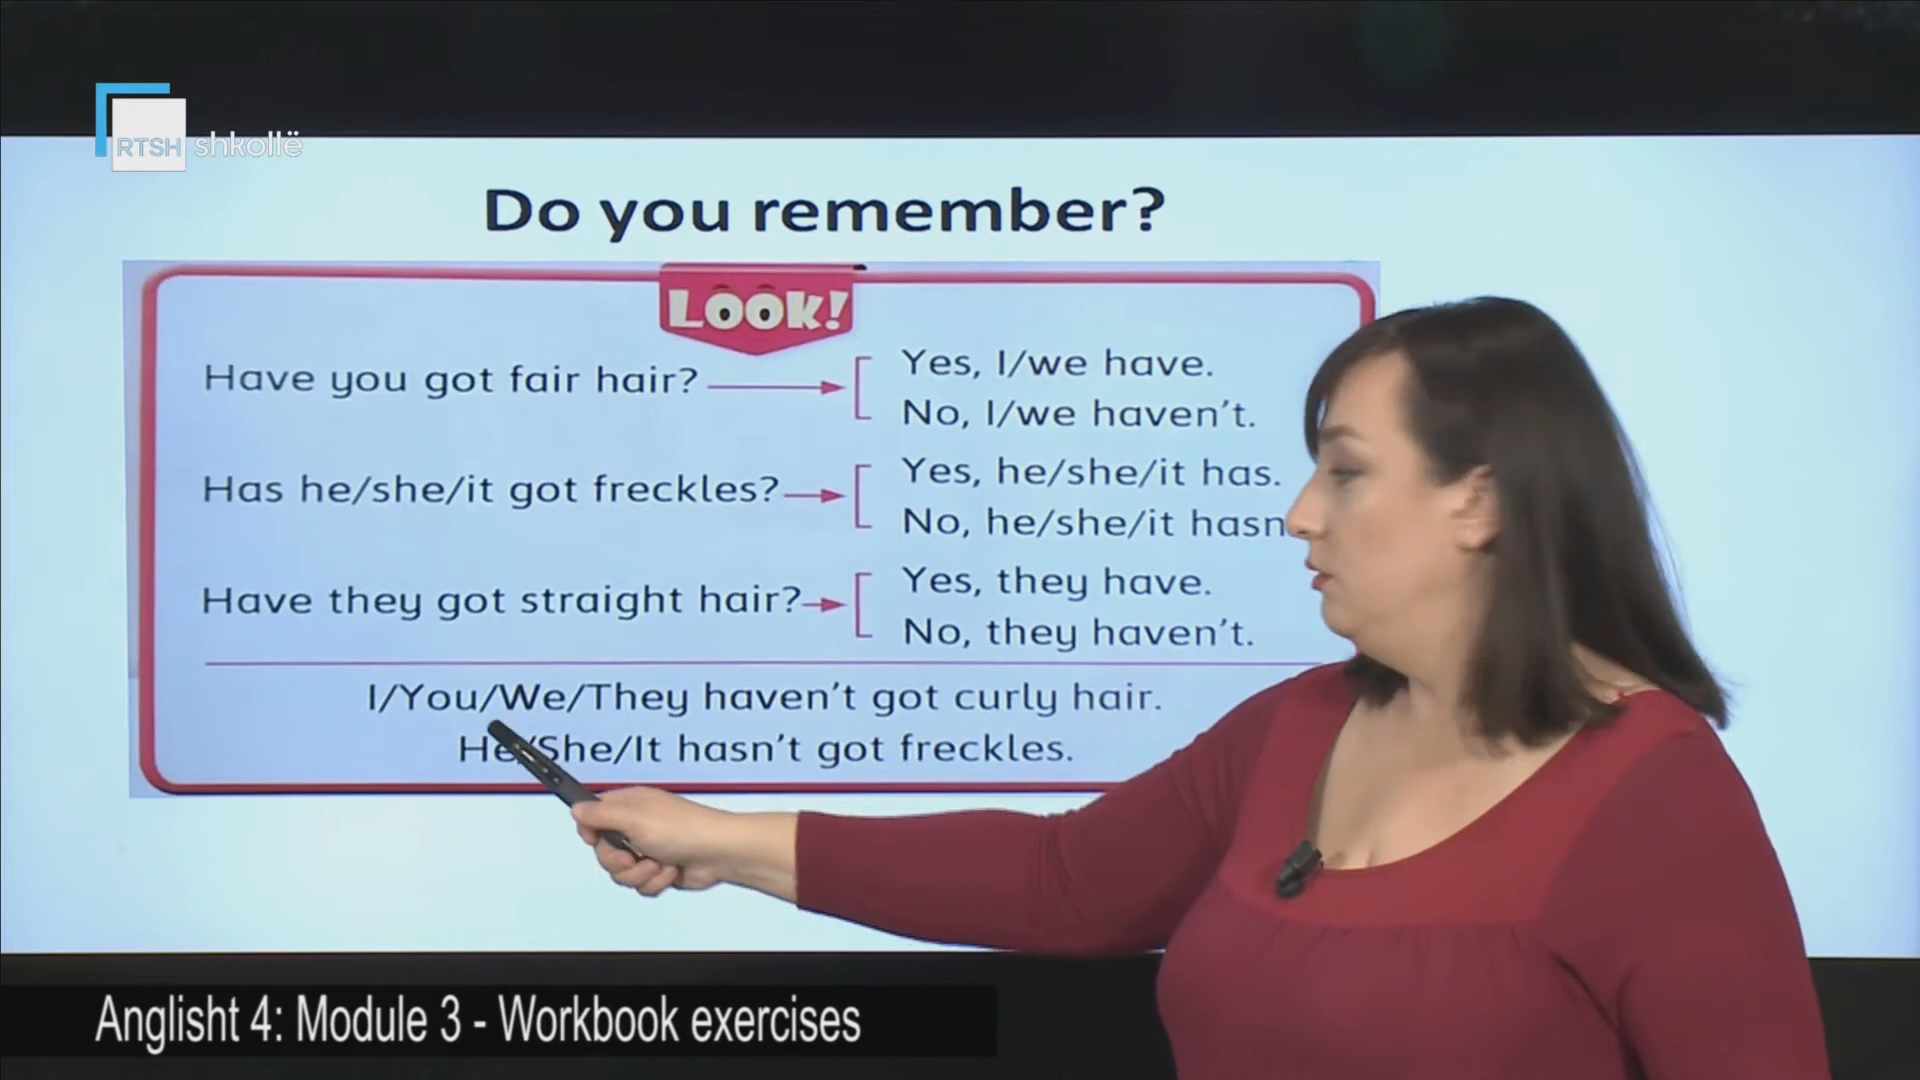 RTSH shkollë
Do you remember?
LOOK!
Have you got fair hair?
Yes, I/we have.
No, I/we haven't.
Has he/she/it got freckles?
Yes, he/she/it has.
No, he/she/it hasn
Have they got straight hair?
Yes, they have.
No, they haven't.
I/You/We/They haven't got curly hair.
He/She/It hasn't got freckles.
Anglisht 4: Module 3 - Workbook exercises